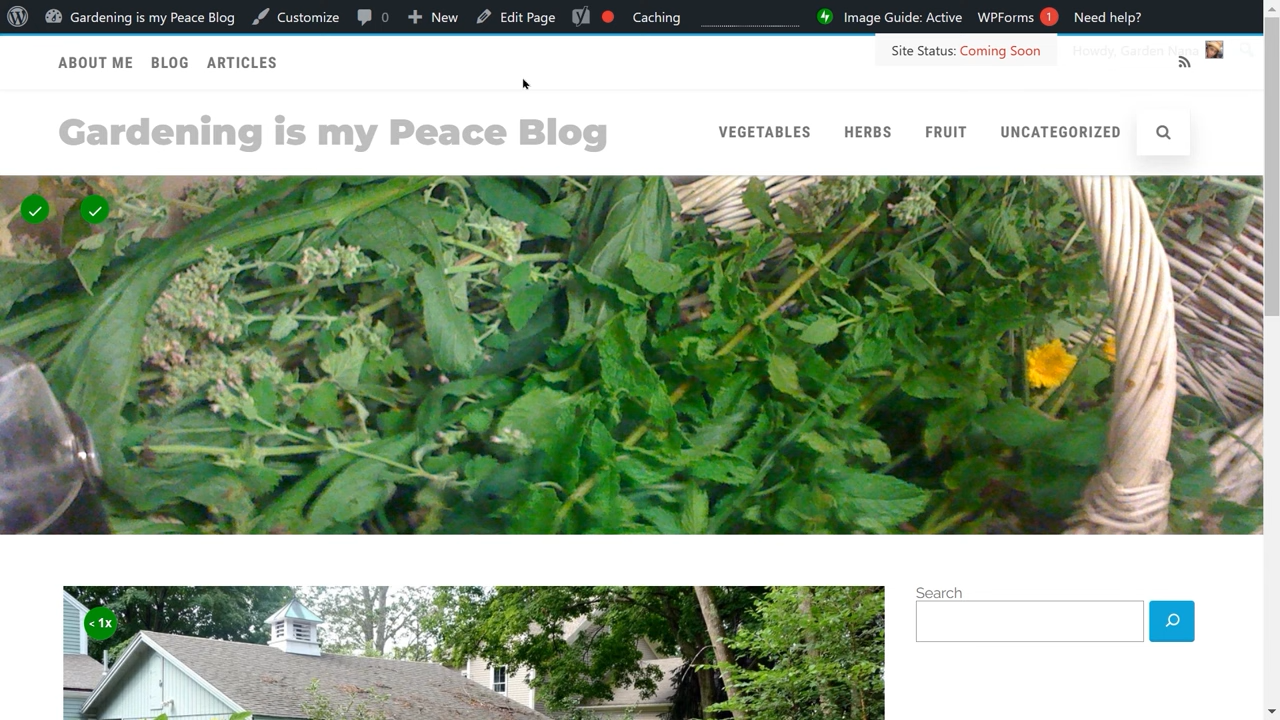 Gardening is my Peace Blog Customize 0 New Edit Page Caching Image Guide: Active WPForms 1 Need help?
Site Status: Coming Soon Howdy, Garden Nana
ABOUT ME BLOG ARTICLES
Gardening is my Peace Blog VEGETABLES HERBS FRUIT UNCATEGORIZED
Search
< 1x